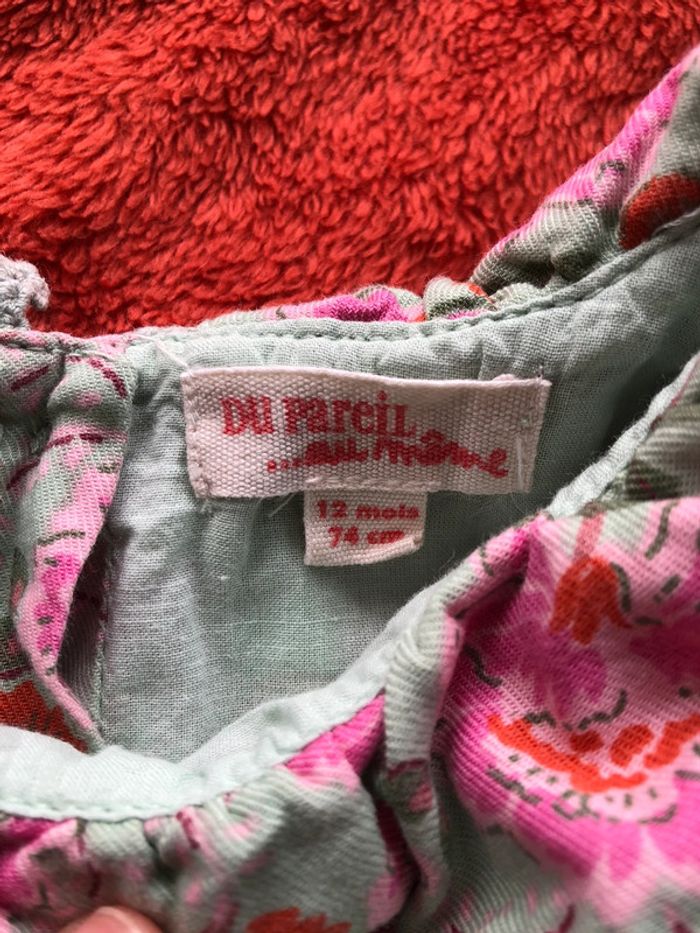 DU PAREIL
...au même
12 mois
74 cm